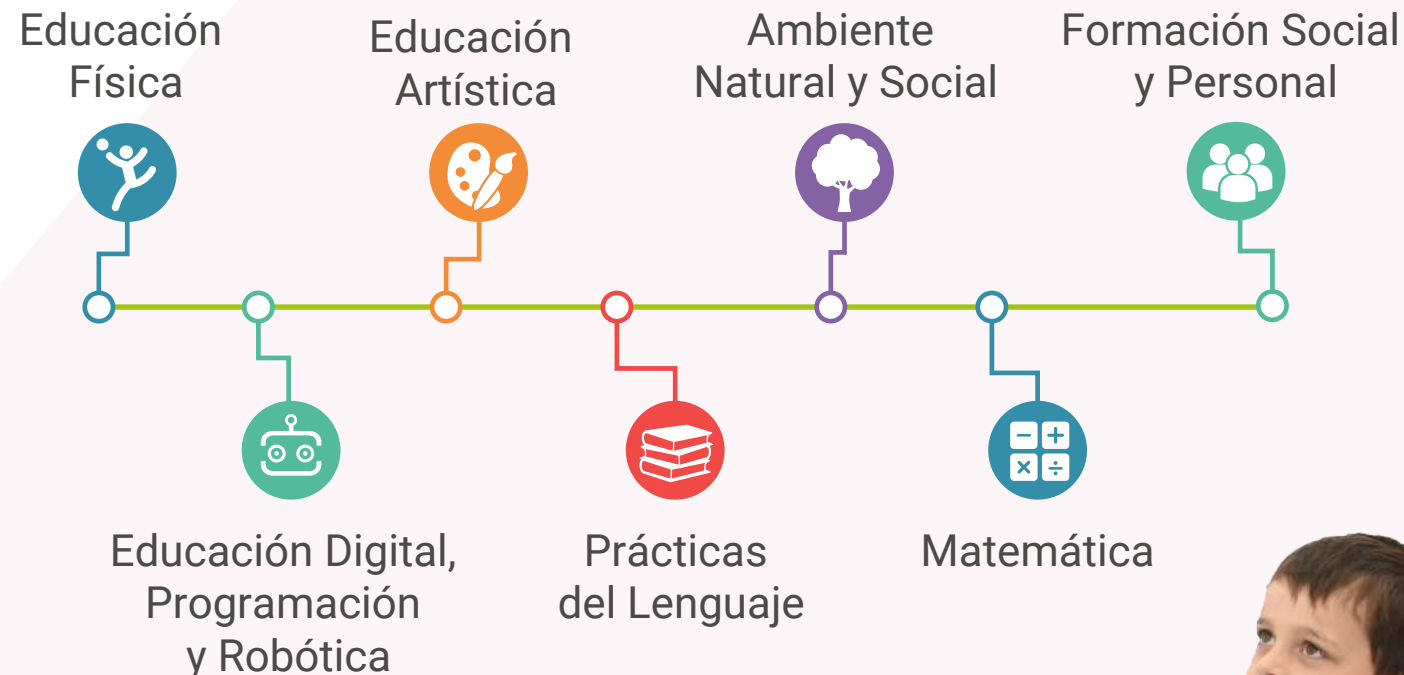 Educación
Física
Educación
Artística
Ambiente
Natural y Social
Formación Social
y Personal
Educación Digital,
Programación
y Robótica
Prácticas
del Lenguaje
Matemática